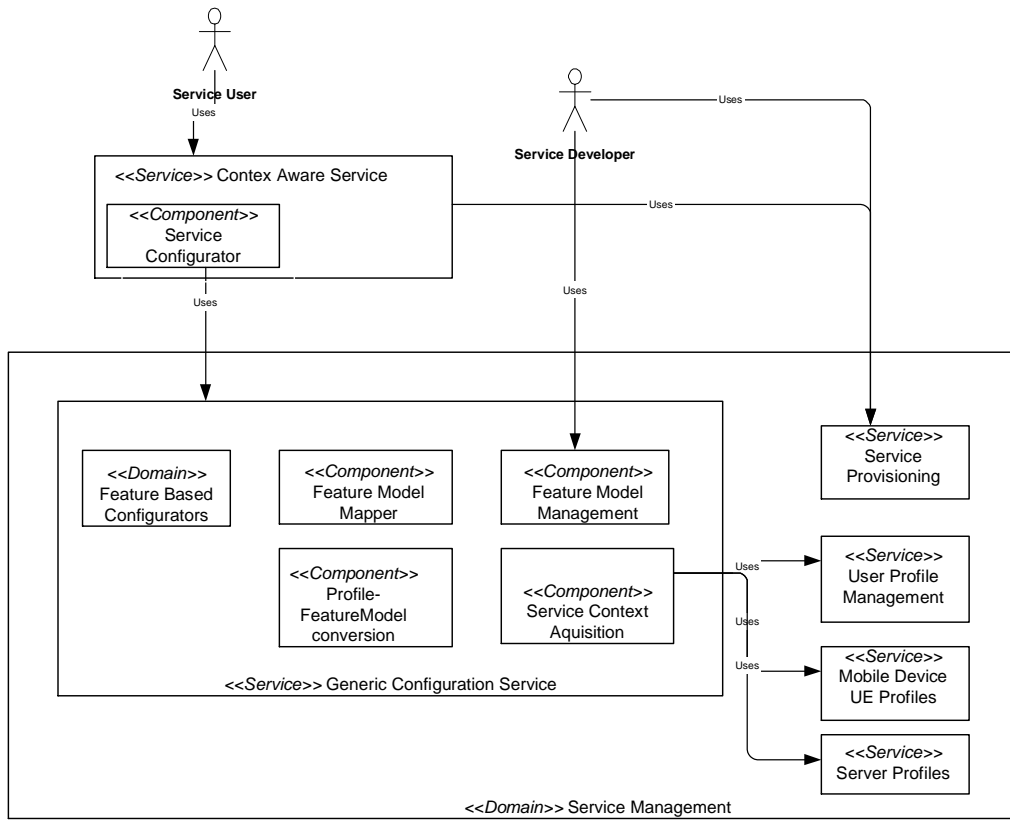 Service User
Uses
Uses
Service Developer
<<Service>> Contex Aware Service
<<Component>>
Service
Configurator
Uses
Uses
Uses
<<Domain>>
Feature Based
Configurators
<<Component>>
Feature Model
Mapper
<<Component>>
Feature Model
Management
<<Service>>
Service
Provisioning
<<Component>>
Profile-
FeatureModel
conversion
<<Component>>
Service Context
Aquisition
Uses
Uses
Uses
<<Service>>
User Profile
Management
<<Service>>
Mobile Device
UE Profiles
<<Service>>
Server Profiles
<<Service>> Generic Configuration Service
<<Domain>> Service Management